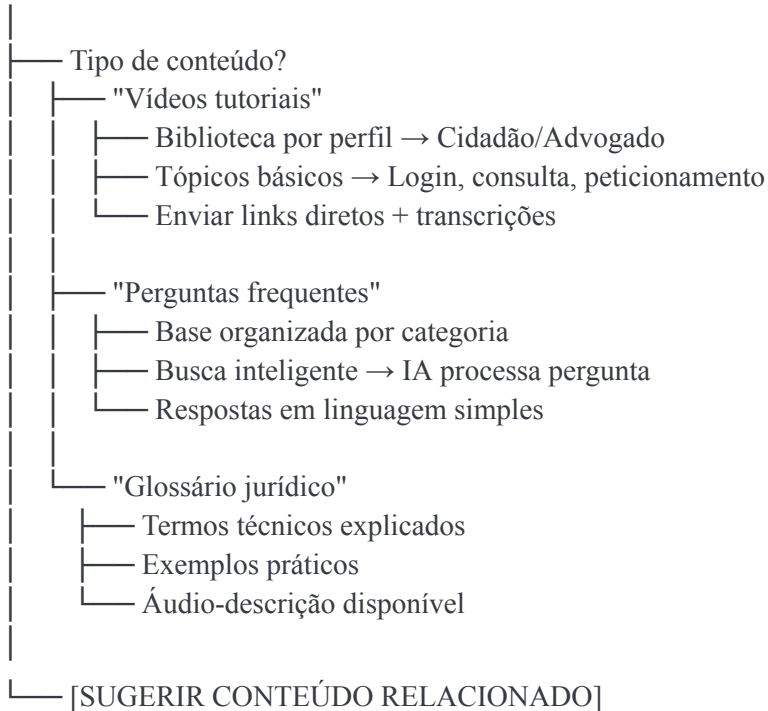 │
├── Tipo de conteúdo?
│ ├── "Vídeos tutoriais"
│ │ ├── Biblioteca por perfil → Cidadão/Advogado
│ │ ├── Tópicos básicos → Login, consulta, peticionamento
│ │ └── Enviar links diretos + transcrições
│ │
│ ├── "Perguntas frequentes"
│ │ ├── Base organizada por categoria
│ │ ├── Busca inteligente → IA processa pergunta
│ │ └── Respostas em linguagem simples
│ │
│ └── "Glossário jurídico"
│ ├── Termos técnicos explicados
│ ├── Exemplos práticos
│ └── Áudio-descrição disponível
│
└── [SUGERIR CONTEÚDO RELACIONADO]